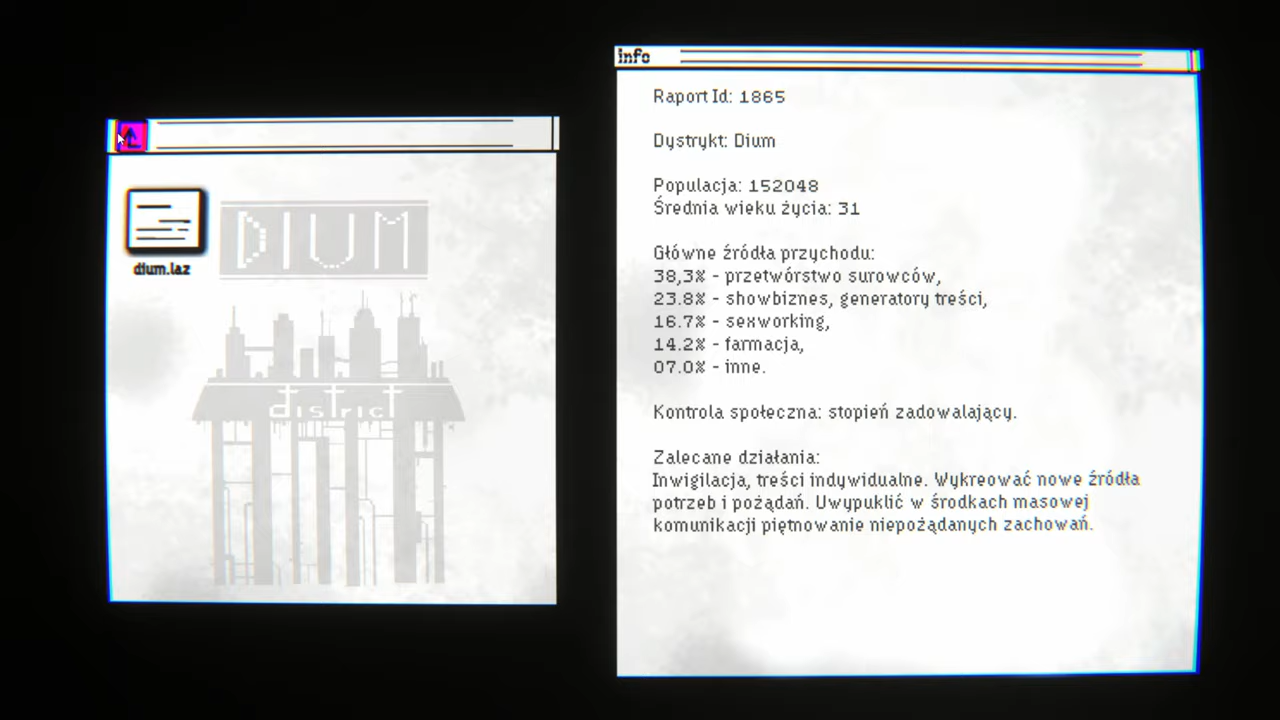 DIUM
district
dium.laz
info
Raport Id: 1865
Dystrykt: Dium
Populacja: 152048
Średnia wieku życia: 31
Główne źródła przychodu:
38,3% - przetwórstwo surowców,
23.8% - showbiznes, generatory treści,
16.7% - sexworking,
14.2% - farmacja,
07.0% - inne.
Kontrola społeczna: stopień zadowalający.
Zalecane działania:
Inwigilacja, treści indywidualne. Wykreować nowe źródła
potrzeb i pożądań. Uwypuklić w środkach masowej
komunikacji piętnowanie niepożądanych zachowań.